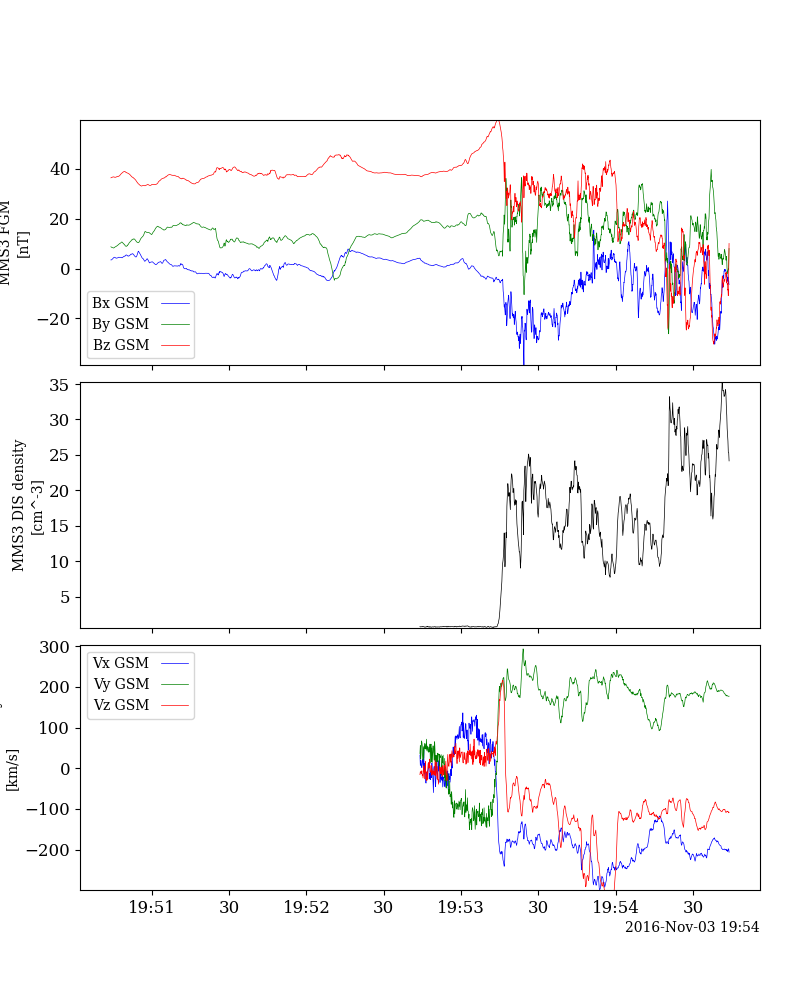 40
20
0
−20
MMS3 FGM
[nT]
Bx GSM
By GSM
Bz GSM
35
30
25
20
15
10
5
MMS3 DIS density
[cm^-3]
300
200
100
0
−100
−200
[km/s]
Vx GSM
Vy GSM
Vz GSM
19:51 30 19:52 30 19:53 30 19:54 30
2016-Nov-03 19:54